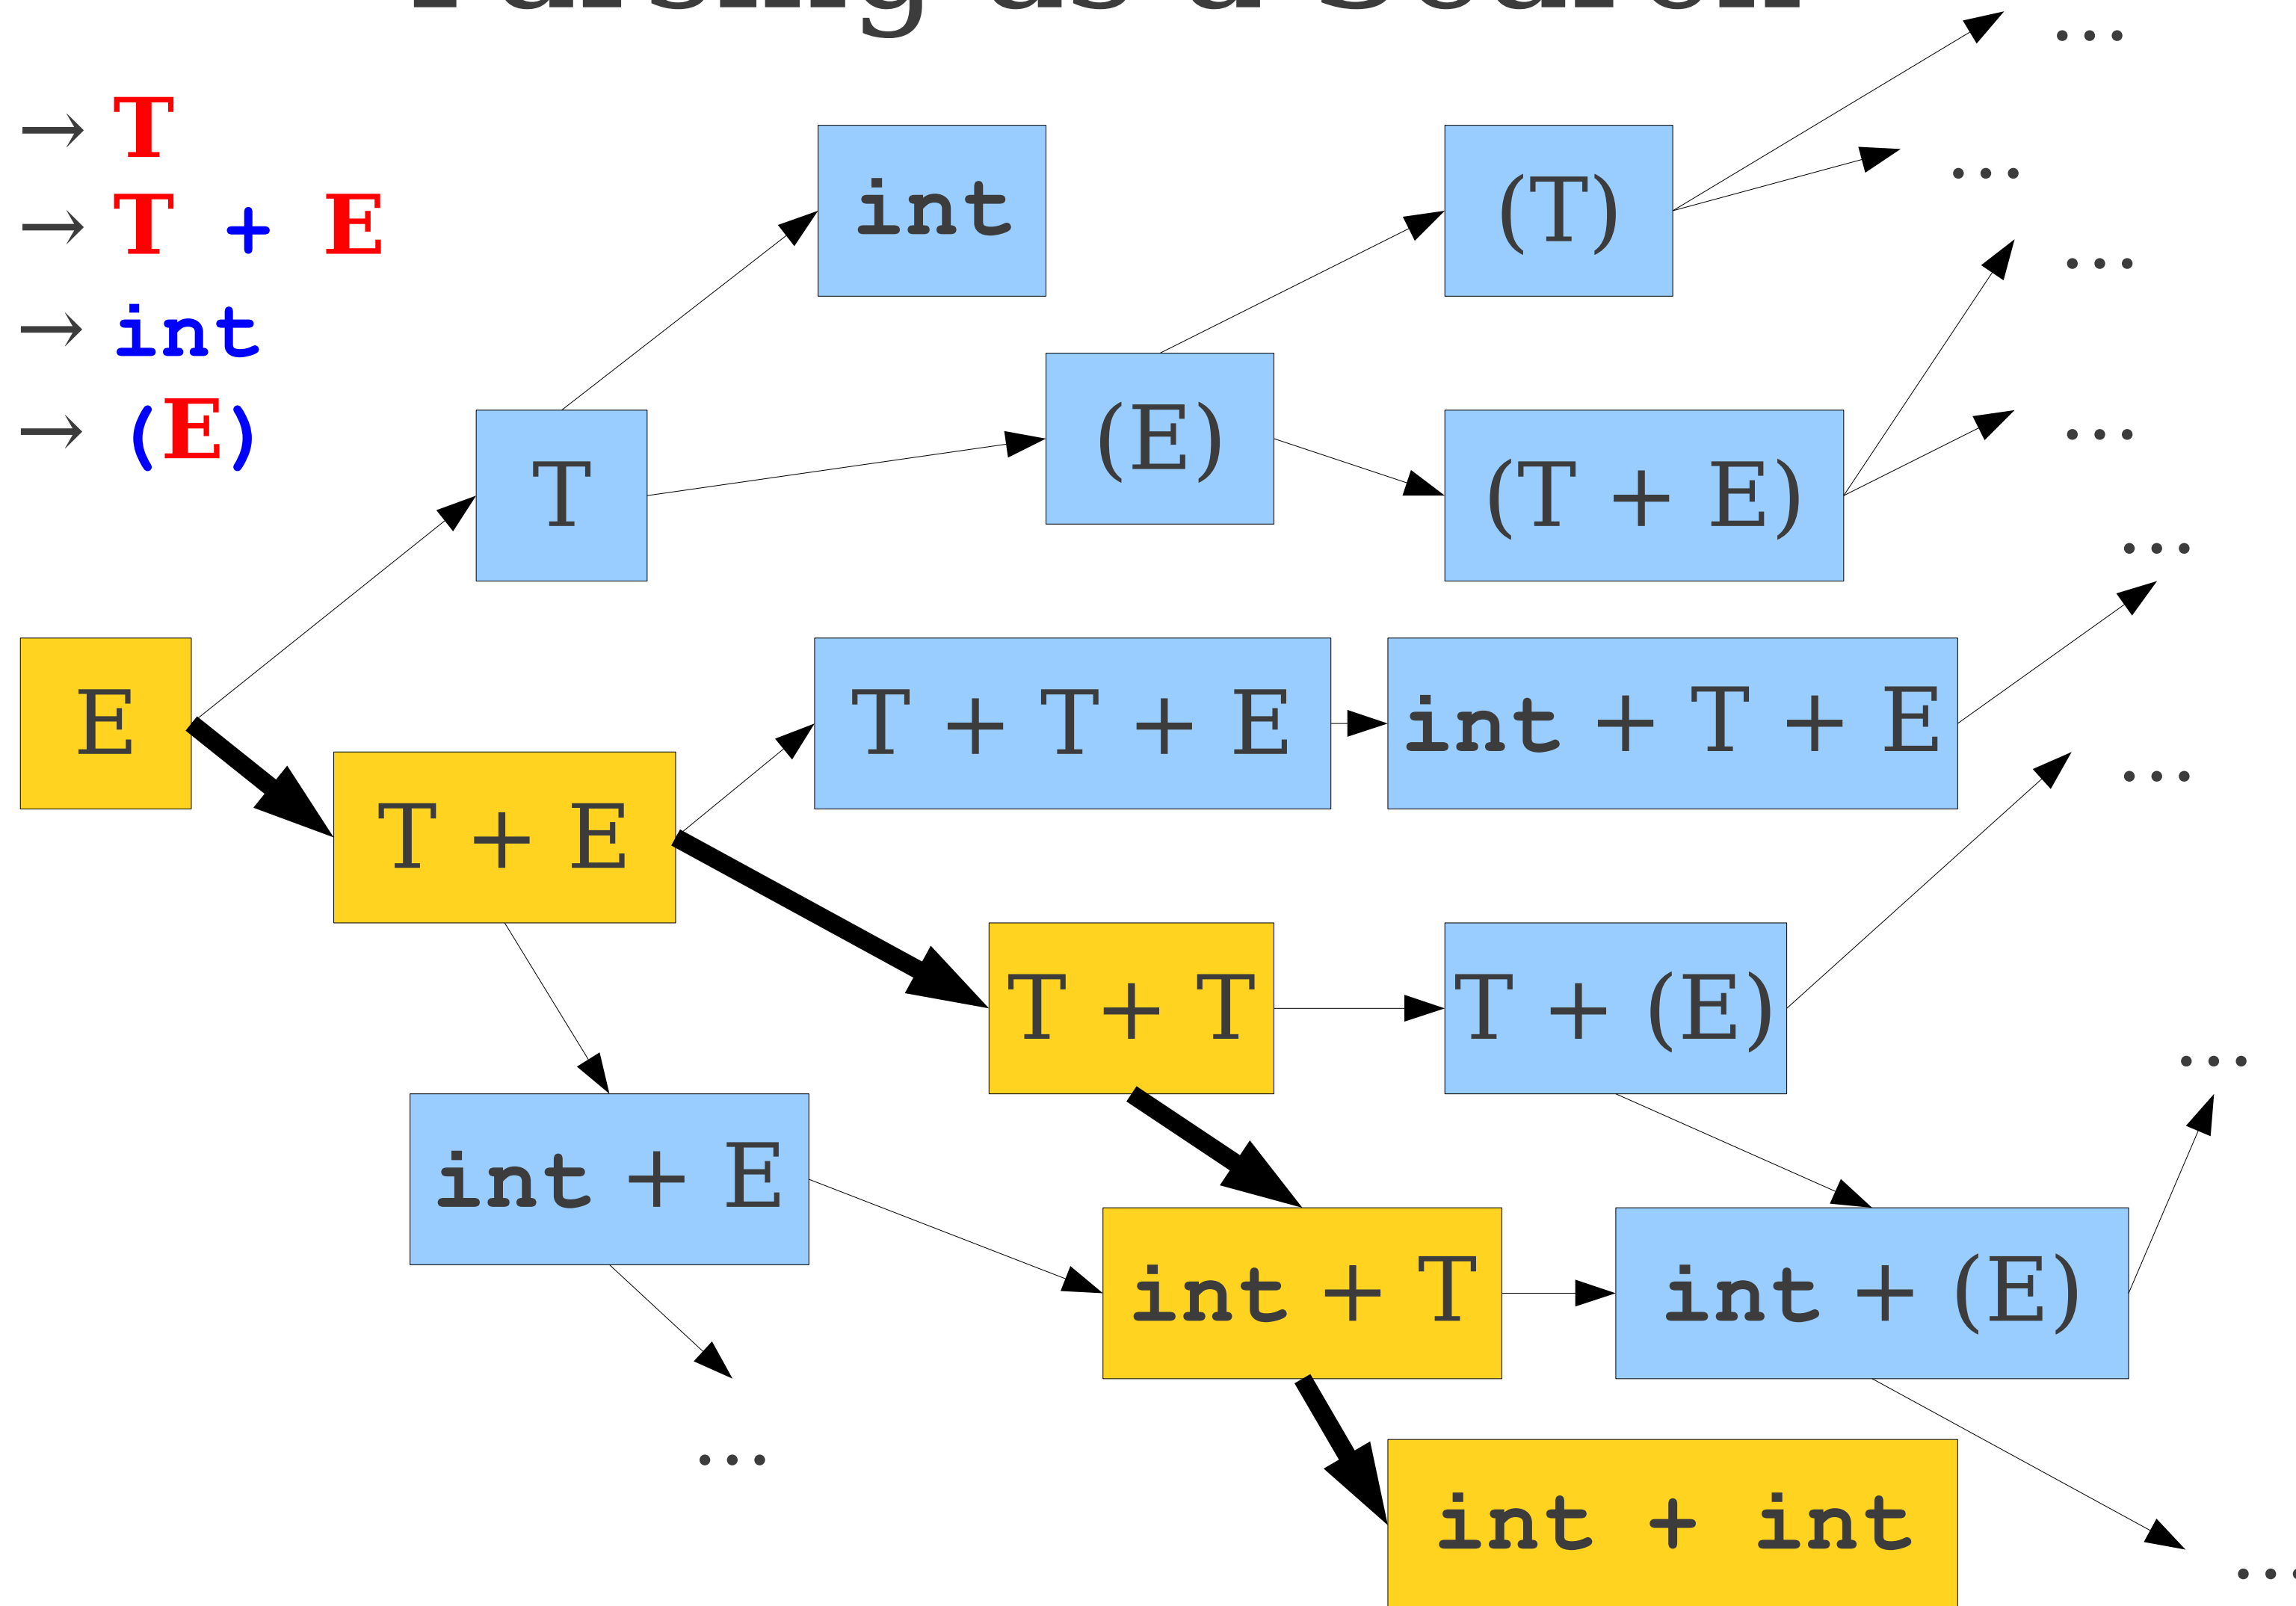 → T
→ T + E
→ int
→ (E)
...
...
...
...
...
...
...
...
...
int
(T)
(E)
T
(T + E)
E
T + T + E
int + T + E
T + E
T + T
T + (E)
int + E
int + T
int + (E)
int + int